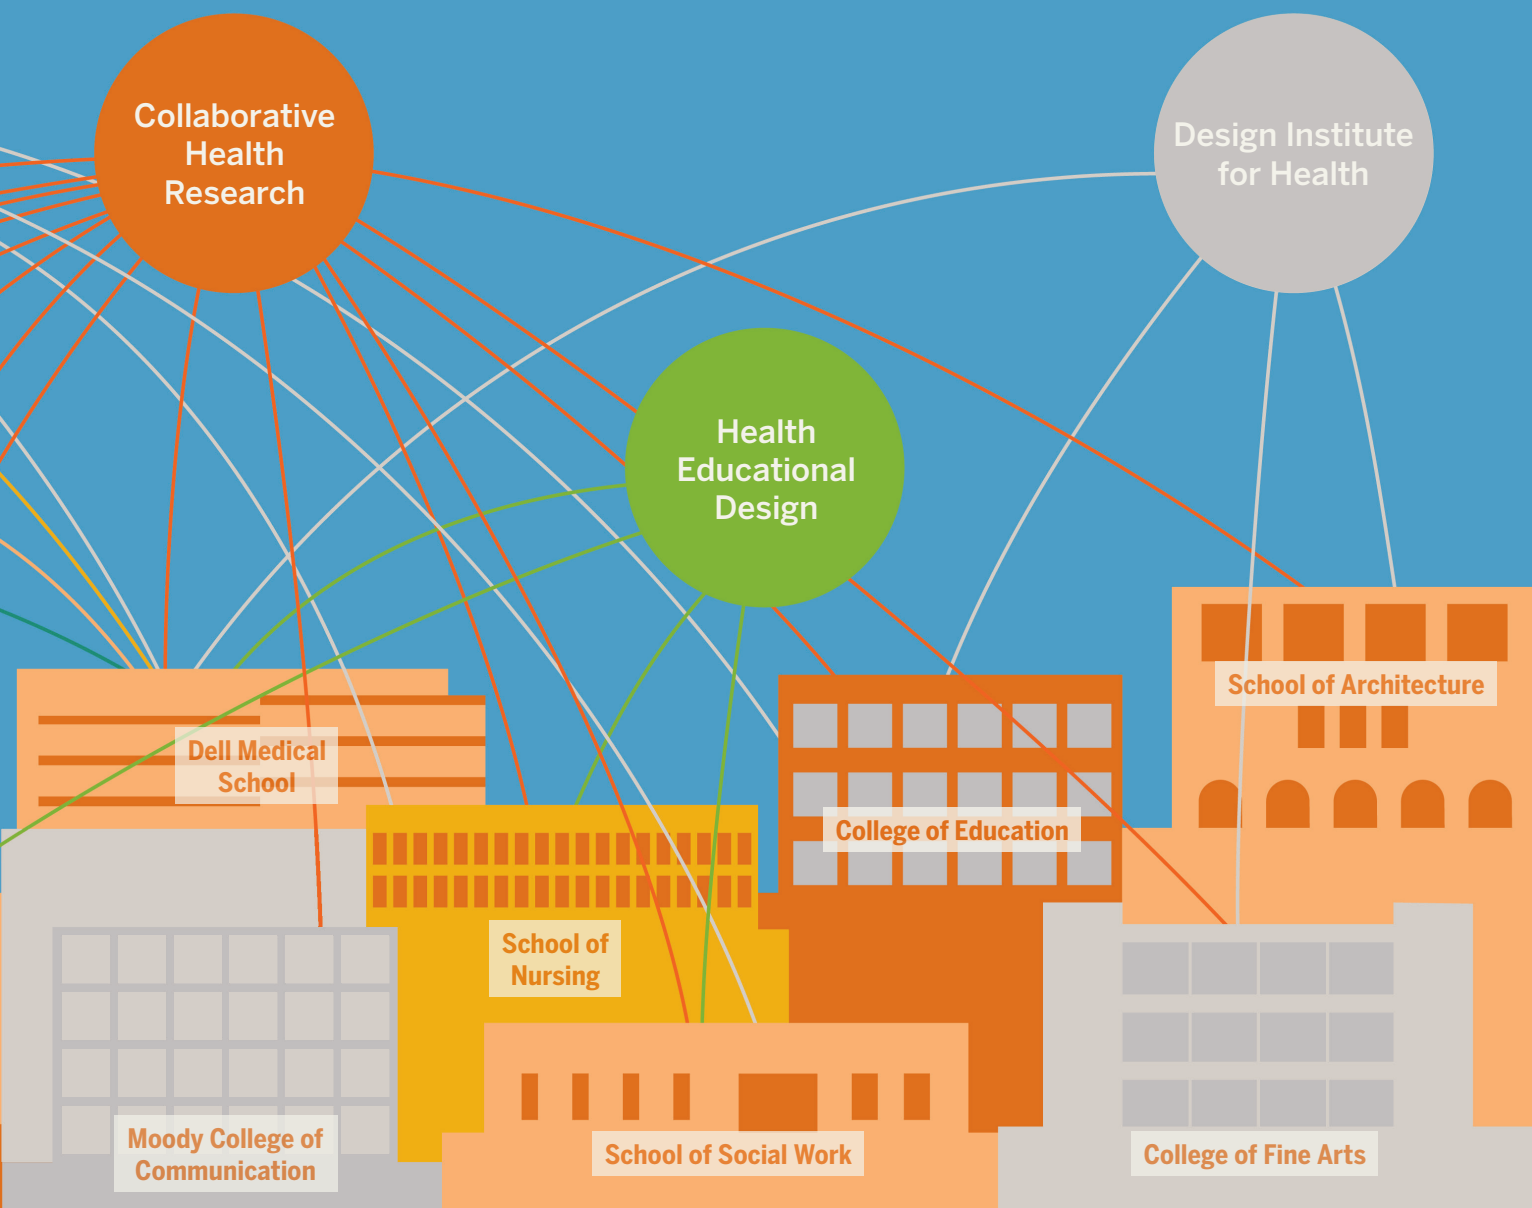 Collaborative
Health
Research
Design Institute
for Health
Health
Educational
Design
School of Architecture
Dell Medical
School
College of Education
School of
Nursing
Moody College of
Communication
School of Social Work
College of Fine Arts